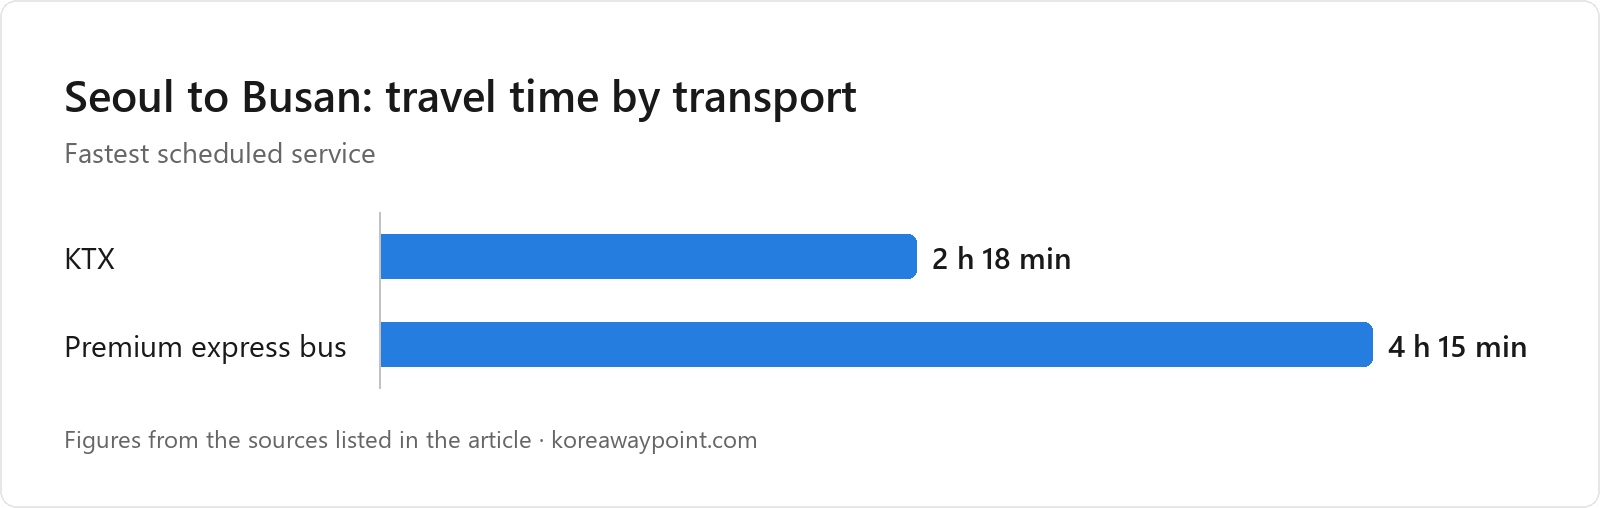 Seoul to Busan: travel time by transport
Fastest scheduled service
KTX 2 h 18 min
Premium express bus 4 h 15 min
Figures from the sources listed in the article · koreawaypoint.com